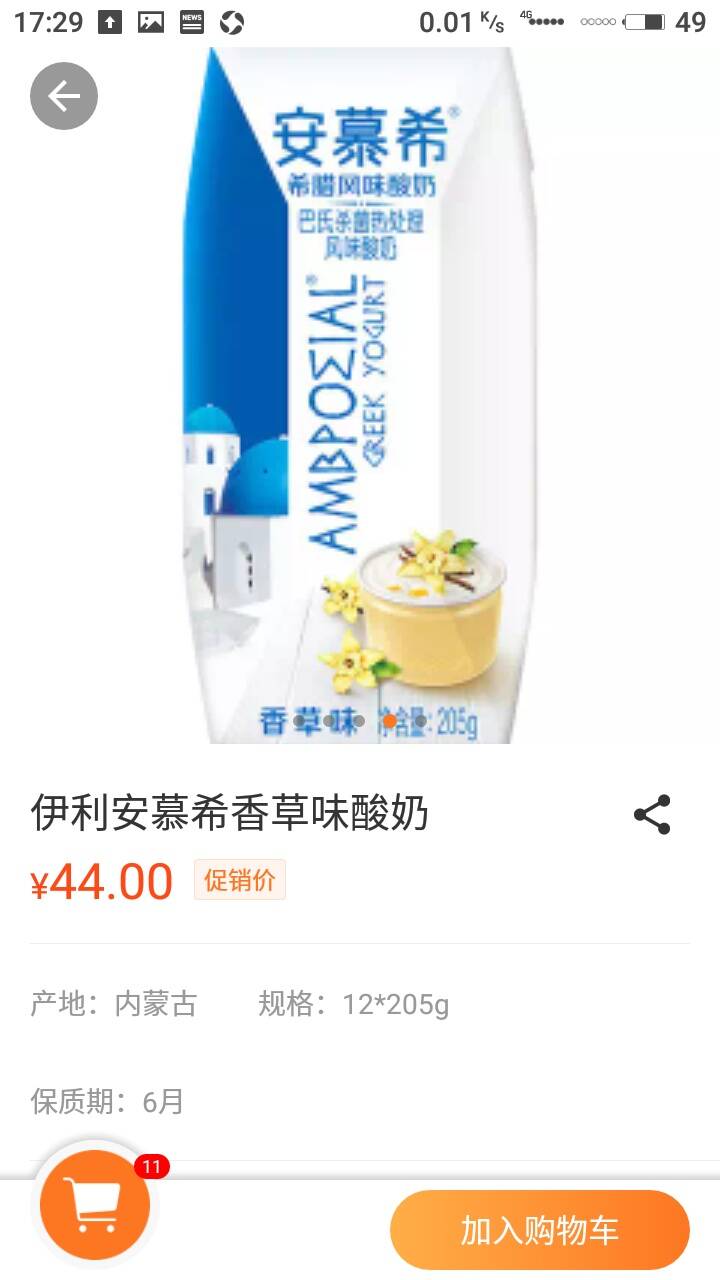 17:29 NEWS 0.01 K/s 4G 49
安慕希®
希腊风味酸奶
巴氏杀菌热处理
风味酸奶
AMBPOΣIAL®
GREEK YOGURT
香草味 净含量: 205g
伊利安慕希香草味酸奶
¥44.00 促销价
产地：内蒙古 规格：12*205g
保质期：6月
11
加入购物车